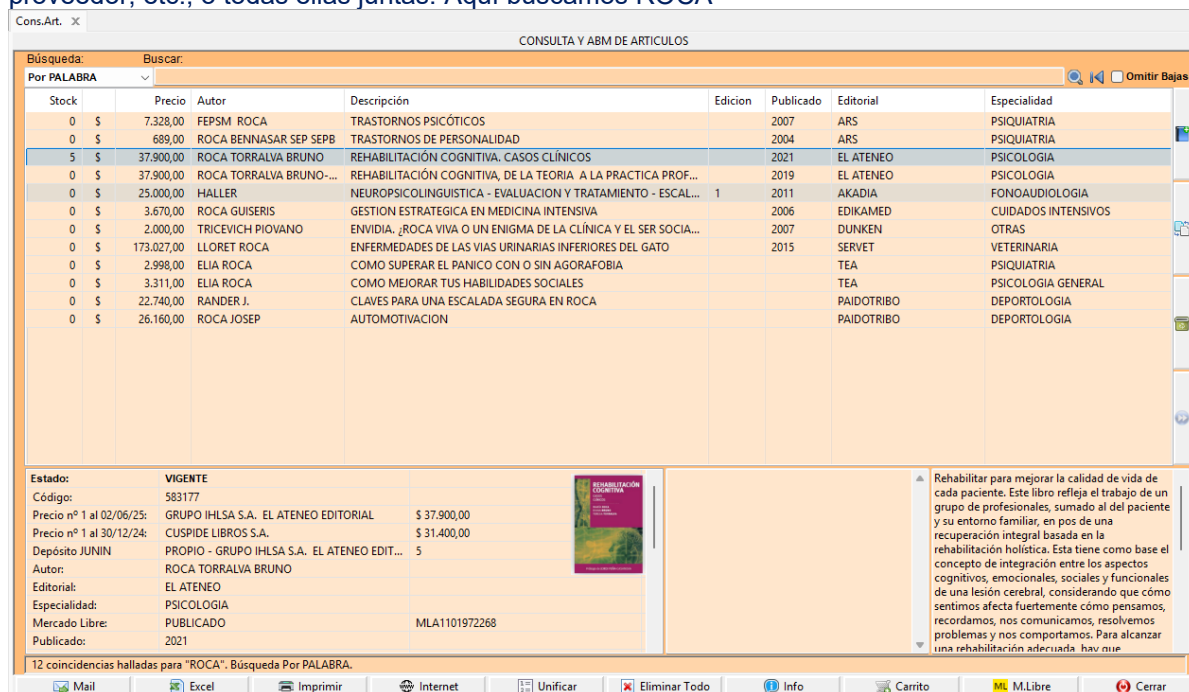 proveedor, etc., o todas ellas juntas. Aquí buscamos ROCA
Cons.Art. X
CONSULTA Y ABM DE ARTICULOS
Búsqueda: Buscar:
Por PALABRA Omitir Bajas
Stock Precio Autor Descripción Edicion Publicado Editorial Especialidad
0 $ 7.328,00 FEPSM ROCA TRASTORNOS PSICÓTICOS 2007 ARS PSIQUIATRIA
0 $ 689,00 ROCA BENNASAR SEP SEPB TRASTORNOS DE PERSONALIDAD 2004 ARS PSIQUIATRIA
5 $ 37.900,00 ROCA TORRALVA BRUNO REHABILITACIÓN COGNITIVA. CASOS CLÍNICOS 2021 EL ATENEO PSICOLOGIA
0 $ 37.900,00 ROCA TORRALVA BRUNO-... REHABILITACIÓN COGNITIVA, DE LA TEORIA A LA PRACTICA PROF... 2019 EL ATENEO PSICOLOGIA
0 $ 25.000,00 HALLER NEUROPSICOLINGUISTICA - EVALUACION Y TRATAMIENTO - ESCAL... 1 2011 AKADIA FONOAUDIOLOGIA
0 $ 3.670,00 ROCA GUISERIS GESTION ESTRATEGICA EN MEDICINA INTENSIVA 2006 EDIKAMED CUIDADOS INTENSIVOS
0 $ 2.000,00 TRICEVICH PIOVANO ENVIDIA. ¿ROCA VIVA O UN ENIGMA DE LA CLÍNICA Y EL SER SOCIA... 2007 DUNKEN OTRAS
0 $ 173.027,00 LLORET ROCA ENFERMEDADES DE LAS VIAS URINARIAS INFERIORES DEL GATO 2015 SERVET VETERINARIA
0 $ 2.998,00 ELIA ROCA COMO SUPERAR EL PANICO CON O SIN AGORAFOBIA TEA PSIQUIATRIA
0 $ 3.311,00 ELIA ROCA COMO MEJORAR TUS HABILIDADES SOCIALES TEA PSICOLOGIA GENERAL
0 $ 22.740,00 RANDER J. CLAVES PARA UNA ESCALADA SEGURA EN ROCA PAIDOTRIBO DEPORTOLOGIA
0 $ 26.160,00 ROCA JOSEP AUTOMOTIVACION PAIDOTRIBO DEPORTOLOGIA
Estado: VIGENTE
Código: 583177
Precio nº 1 al 02/06/25: GRUPO IHLSA S.A. EL ATENEO EDITORIAL $ 37.900,00
Precio nº 1 al 30/12/24: CUSPIDE LIBROS S.A. $ 31.400,00
Depósito JUNIN PROPIO - GRUPO IHLSA S.A. EL ATENEO EDIT... 5
Autor: ROCA TORRALVA BRUNO
Editorial: EL ATENEO
Especialidad: PSICOLOGIA
Mercado Libre: PUBLICADO MLA1101972268
Publicado: 2021
REHABILITACIÓN
COGNITIVA
Rehabilitar para mejorar la calidad de vida de
cada paciente. Este libro refleja el trabajo de un
grupo de profesionales, sumado al del paciente
y su entorno familiar, en pos de una
recuperación integral basada en la
rehabilitación holística. Esta tiene como base el
concepto de integración entre los aspectos
cognitivos, emocionales, sociales y funcionales
de una lesión cerebral, considerando que cómo
sentimos afecta fuertemente cómo pensamos,
recordamos, nos comunicamos, resolvemos
problemas y nos comportamos. Para alcanzar
una rehabilitación adecuada, hay que
12 coincidencias halladas para "ROCA". Búsqueda Por PALABRA.
Mail Excel Imprimir Internet Unificar Eliminar Todo Info Carrito ML M.Libre Cerrar